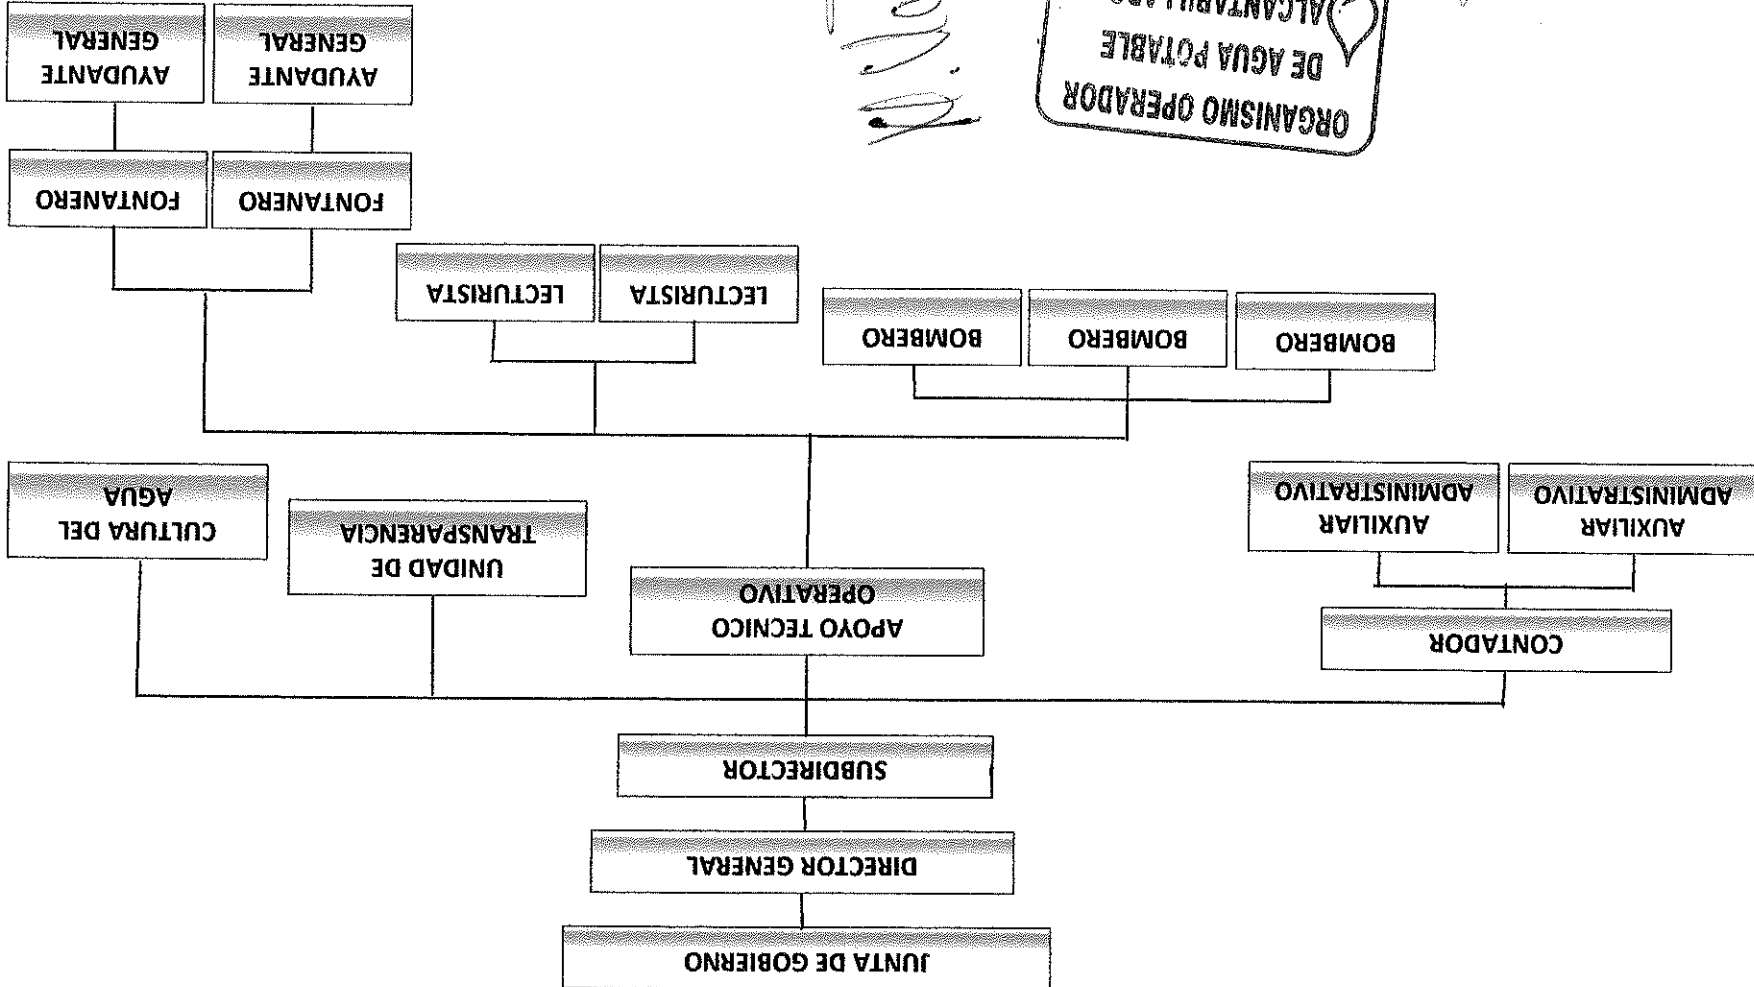 JUNTA DE GOBIERNO
DIRECTOR GENERAL
SUBDIRECTOR
CONTADOR
AUXILIAR
ADMINISTRATIVO
AUXILIAR
ADMINISTRATIVO
APOYO TECNICO
OPERATIVO
UNIDAD DE
TRANSPARENCIA
CULTURA DEL
AGUA
BOMBERO
BOMBERO
BOMBERO
LECTURISTA
LECTURISTA
FONTANERO
FONTANERO
AYUDANTE
GENERAL
AYUDANTE
GENERAL
ORGANISMO OPERADOR
DE AGUA POTABLE
ALCANTARILLADO